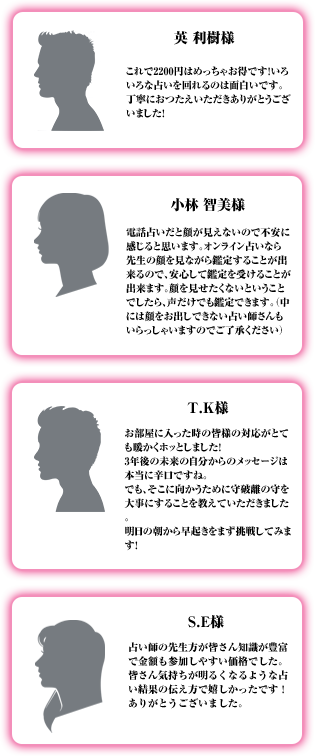 英 利樹様
これで2200円はめっちゃお得です!いろ
いろな占いを回れるのは面白いです。
丁寧におつたえいただきありがとうござ
いました!
小林 智美様
電話占いだと顔が見えないので不安に
感じると思います。オンライン占いなら
先生の顔を見ながら鑑定することが出
来るので、安心して鑑定を受けることが
出来ます。顔を見せたくないということ
でしたら、声だけでも鑑定できます。(中
には顔をお出しできない占い師さんも
いらっしゃいますのでご了承ください)
T.K様
お部屋に入った時の皆様の対応がとて
も暖かくホッとしました!
3年後の未来の自分からのメッセージは
本当に辛口ですね。
でも、そこに向かうために守破離の守を
大事にすることを教えていただきました
。
明日の朝から早起きをまず挑戦してみま
す!
S.E様
占い師の先生方が皆さん知識が豊富
で金額も参加しやすい価格でした。
皆さん気持ちが明るくなるような占
い結果の伝え方で嬉しかったです!
ありがとうございました。